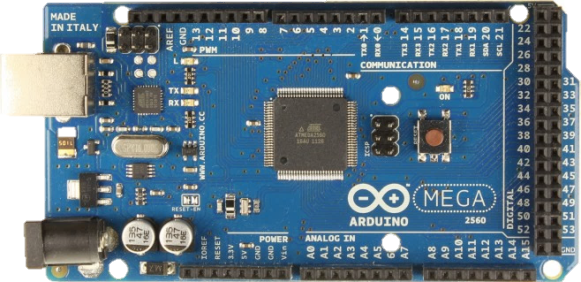 MADE
IN ITALY
AREF
GND
13
12
11
10
9
8
7
6
5
4
3
2
TX0→1
RX0←0
TX3 14
RX3 15
TX2 16
RX2 17
TX1 18
RX1 19
SDA 20
SCL 21
PWM
COMMUNICATION
L
TX
RX
ON
WWW.ARDUINO.CC
ICSP
RESET-EN
ARDUINO
MEGA
2560
IOREF
RESET
3.3V
5V
GND
GND
Vin
POWER
ANALOG IN
A0
A1
A2
A3
A4
A5
A6
A7
A8
A9
A10
A11
A12
A13
A14
A15
DIGITAL
22
24
26
28
30
32
34
36
38
40
42
44
46
48
50
52
31
33
35
37
39
41
43
45
47
49
51
53
GND